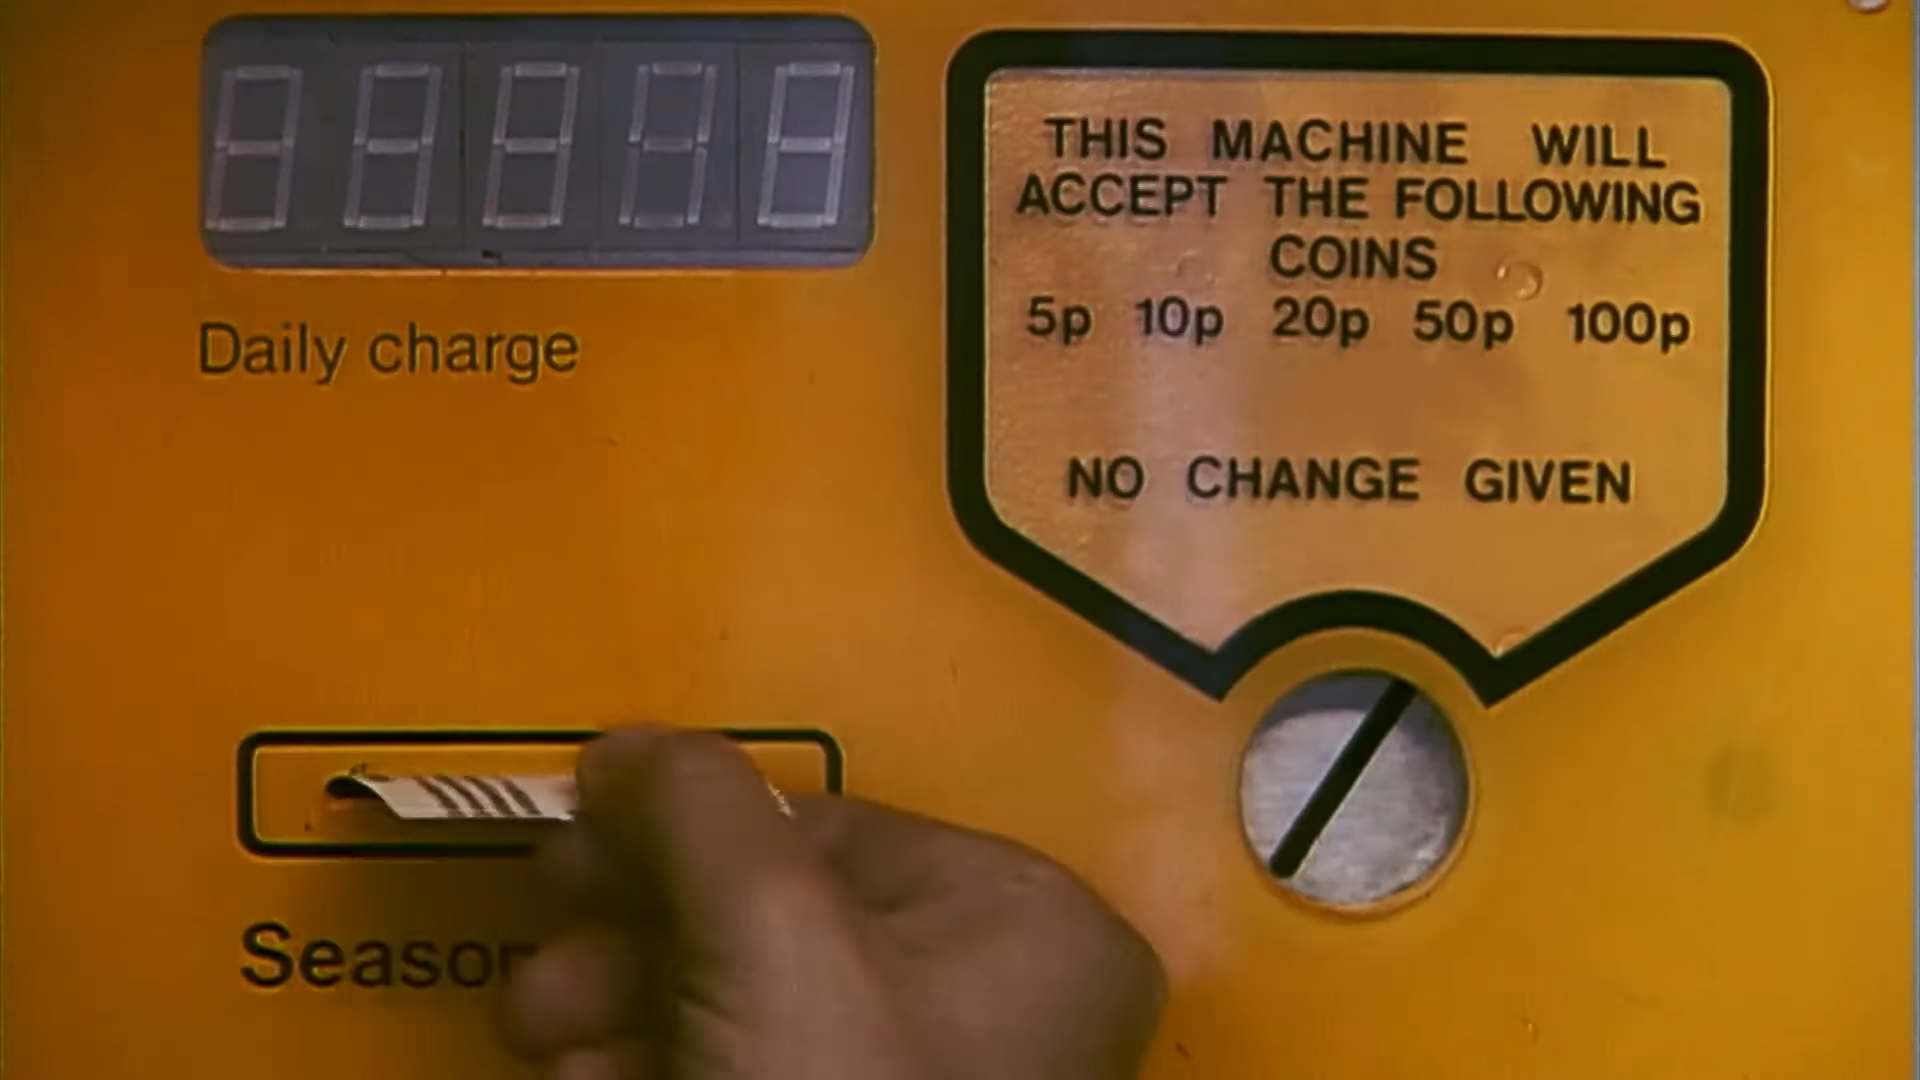 Daily charge
THIS MACHINE WILL
ACCEPT THE FOLLOWING
COINS
5p 10p 20p 50p 100p
NO CHANGE GIVEN